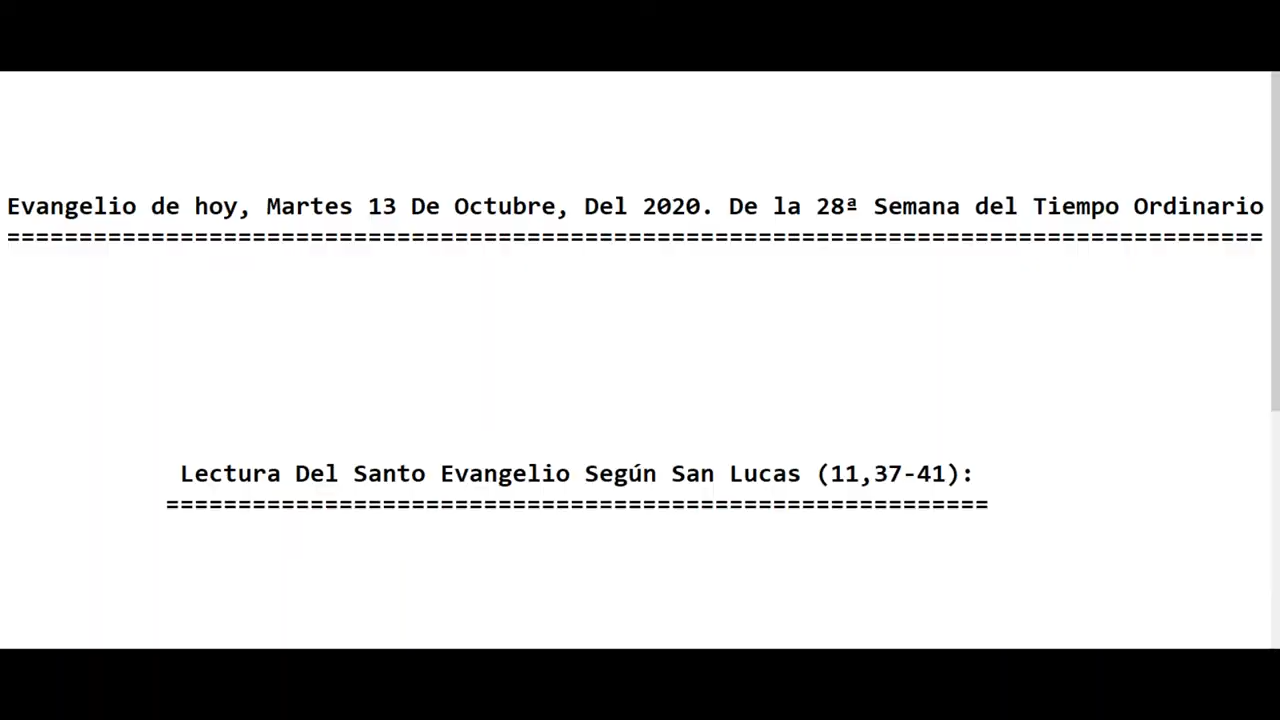 Evangelio de hoy, Martes 13 De Octubre, Del 2020. De la 28ª Semana del Tiempo Ordinario
=======================================================================================
Lectura Del Santo Evangelio Según San Lucas (11,37-41):
=========================================================